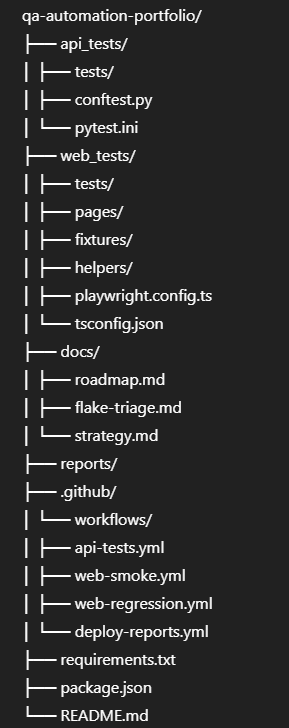 qa-automation-portfolio/
├── api_tests/
│ ├── tests/
│ ├── conftest.py
│ └── pytest.ini
├── web_tests/
│ ├── tests/
│ ├── pages/
│ ├── fixtures/
│ ├── helpers/
│ ├── playwright.config.ts
│ └── tsconfig.json
├── docs/
│ ├── roadmap.md
│ ├── flake-triage.md
│ └── strategy.md
├── reports/
├── .github/
│ └── workflows/
│ ├── api-tests.yml
│ ├── web-smoke.yml
│ ├── web-regression.yml
│ └── deploy-reports.yml
├── requirements.txt
├── package.json
└── README.md